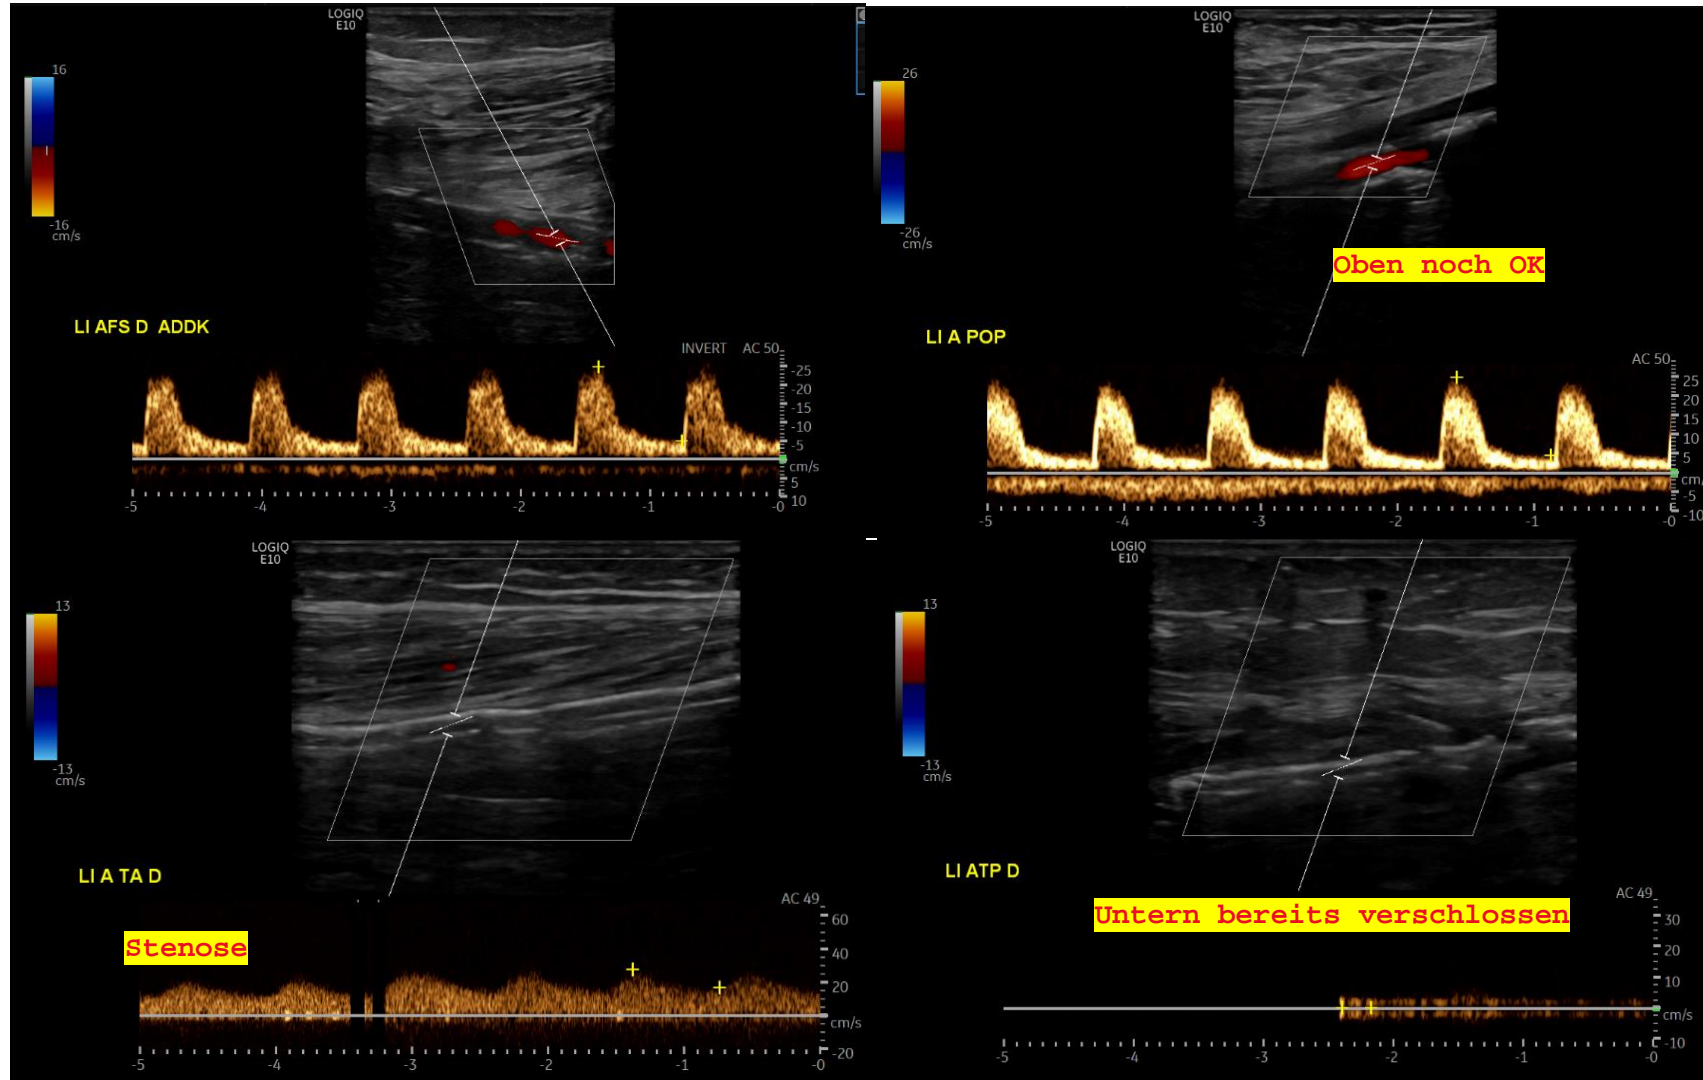 LOGIQ
E10
16
-16
cm/s
LI AFS D ADDK
INVERT AC 50
-25
-20
-15
-10
-5
cm/s
5
10
-5 -4 -3 -2 -1 -0
LOGIQ
E10
26
-26
cm/s
Oben noch OK
LI A POP
AC 50
25
20
15
10
5
cm/
-5
-10
-5 -4 -3 -2 -1 -0
LOGIQ
E10
13
-13
cm/s
LI A TA D
AC 49
Stenose
60
40
20
cm/s
-20
-5 -4 -3 -2 -1 -0
LOGIQ
E10
13
-13
cm/s
LI ATP D
AC 49
Untern bereits verschlossen
30
20
10
cm/s
-10
-5 -4 -3 -2 -1 -0